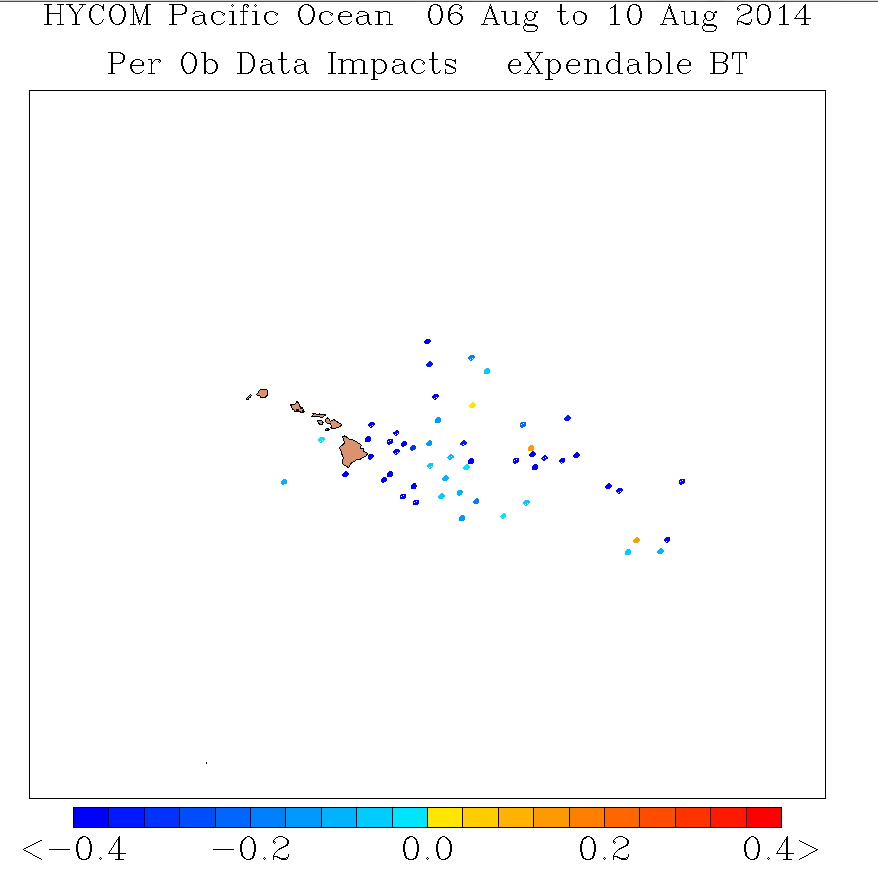 HYCOM Pacific Ocean 06 Aug to 10 Aug 2014
Per Ob Data Impacts eXpendable BT
<-0.4 -0.2 0.0 0.2 0.4>